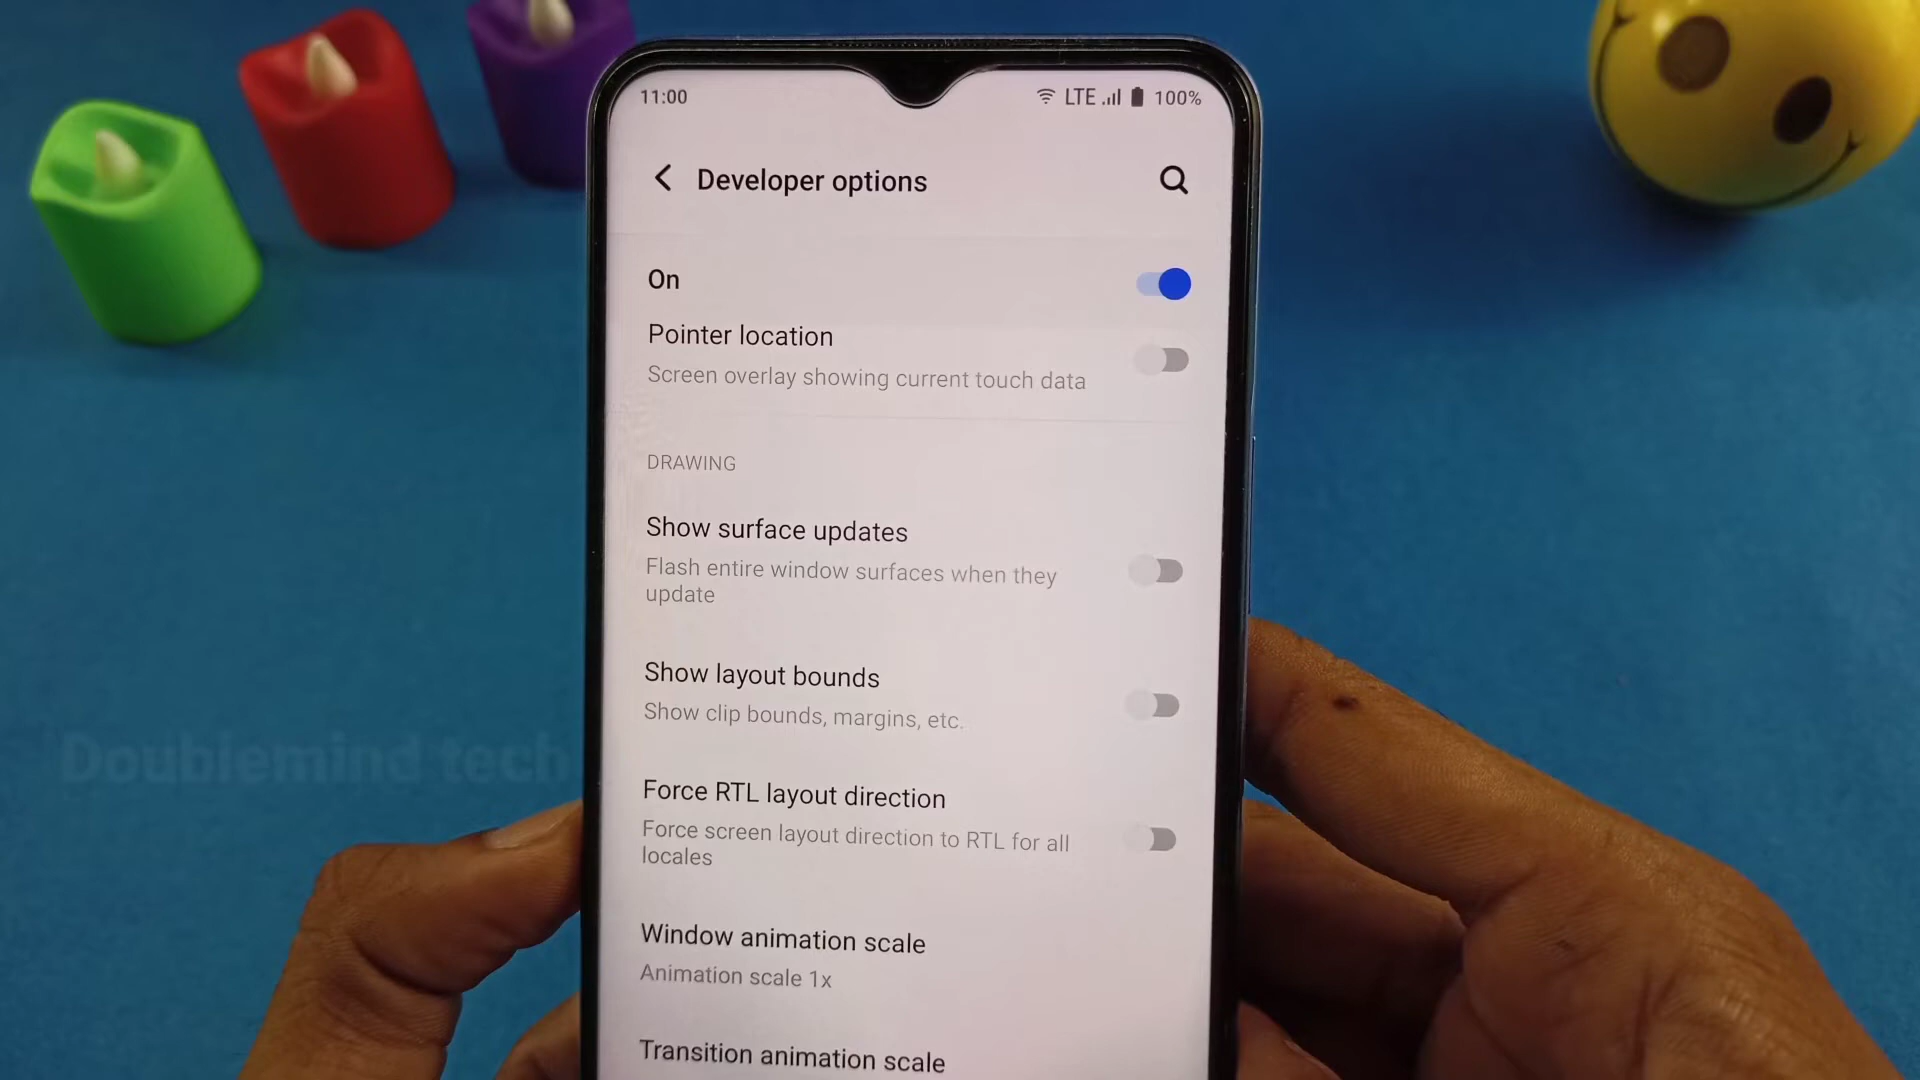 11:00
LTE 100%
Developer options
On
Pointer location
Screen overlay showing current touch data
DRAWING
Show surface updates
Flash entire window surfaces when they
update
Show layout bounds
Show clip bounds, margins, etc.
Force RTL layout direction
Force screen layout direction to RTL for all
locales
Window animation scale
Animation scale 1x
Transition animation scale
Doublemind tech